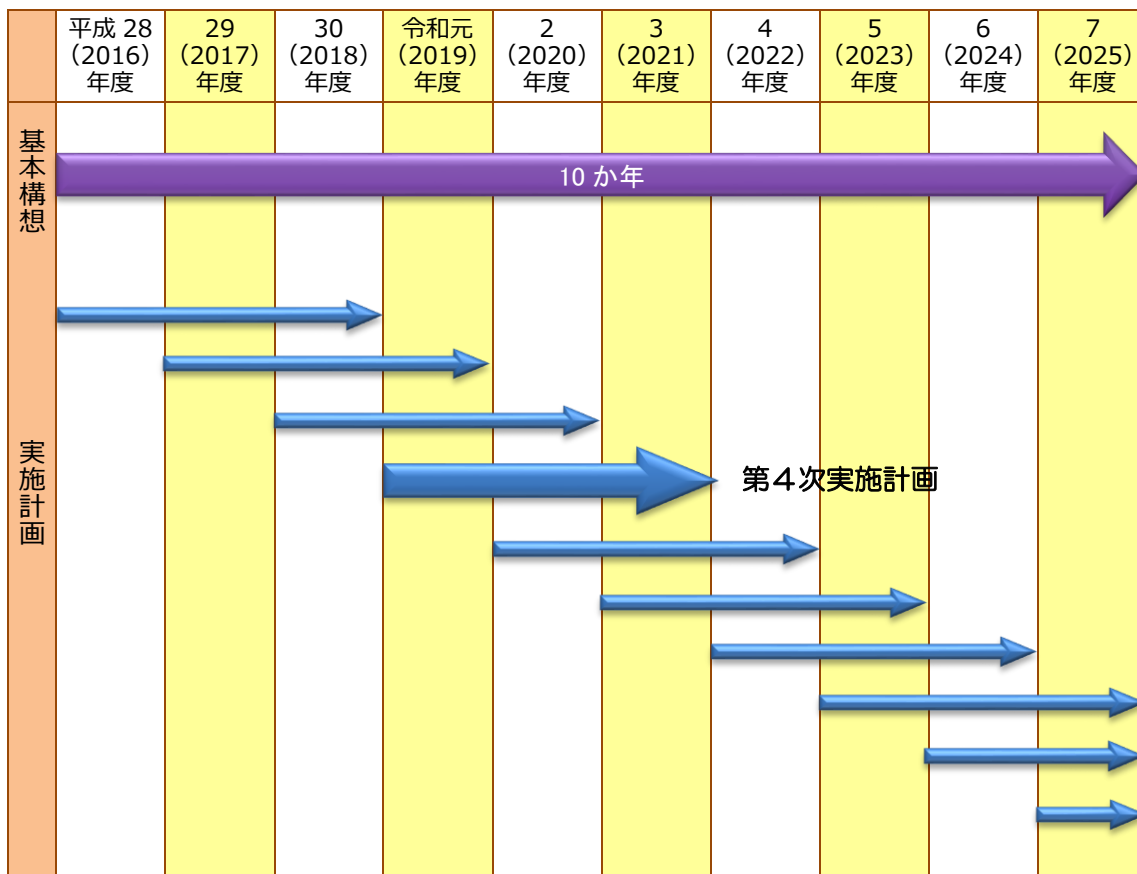 平成 28
(2016)
年度
29
(2017)
年度
30
(2018)
年度
令和元
(2019)
年度
2
(2020)
年度
3
(2021)
年度
4
(2022)
年度
5
(2023)
年度
6
(2024)
年度
7
(2025)
年度
基本構想
10 か年
実施計画
第4次実施計画